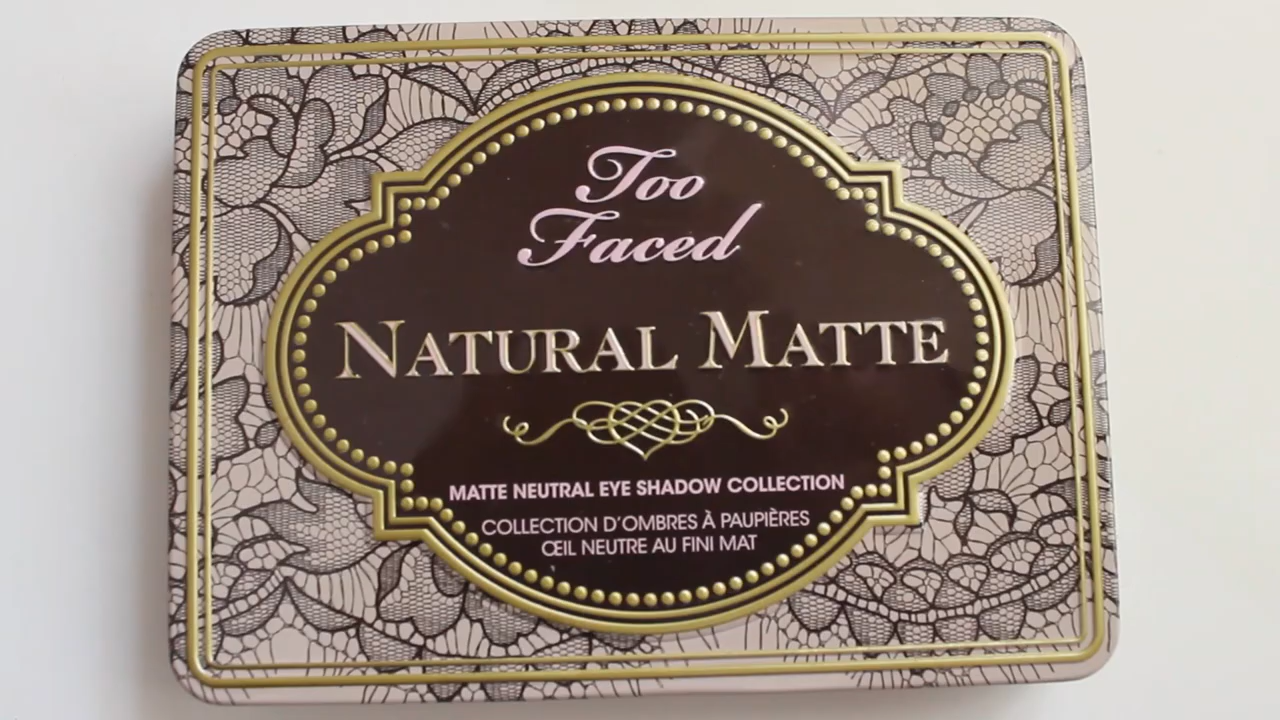 Too
Faced
NATURAL MATTE
MATTE NEUTRAL EYE SHADOW COLLECTION
COLLECTION D'OMBRES À PAUPIÈRES
ŒIL NEUTRE AU FINI MAT